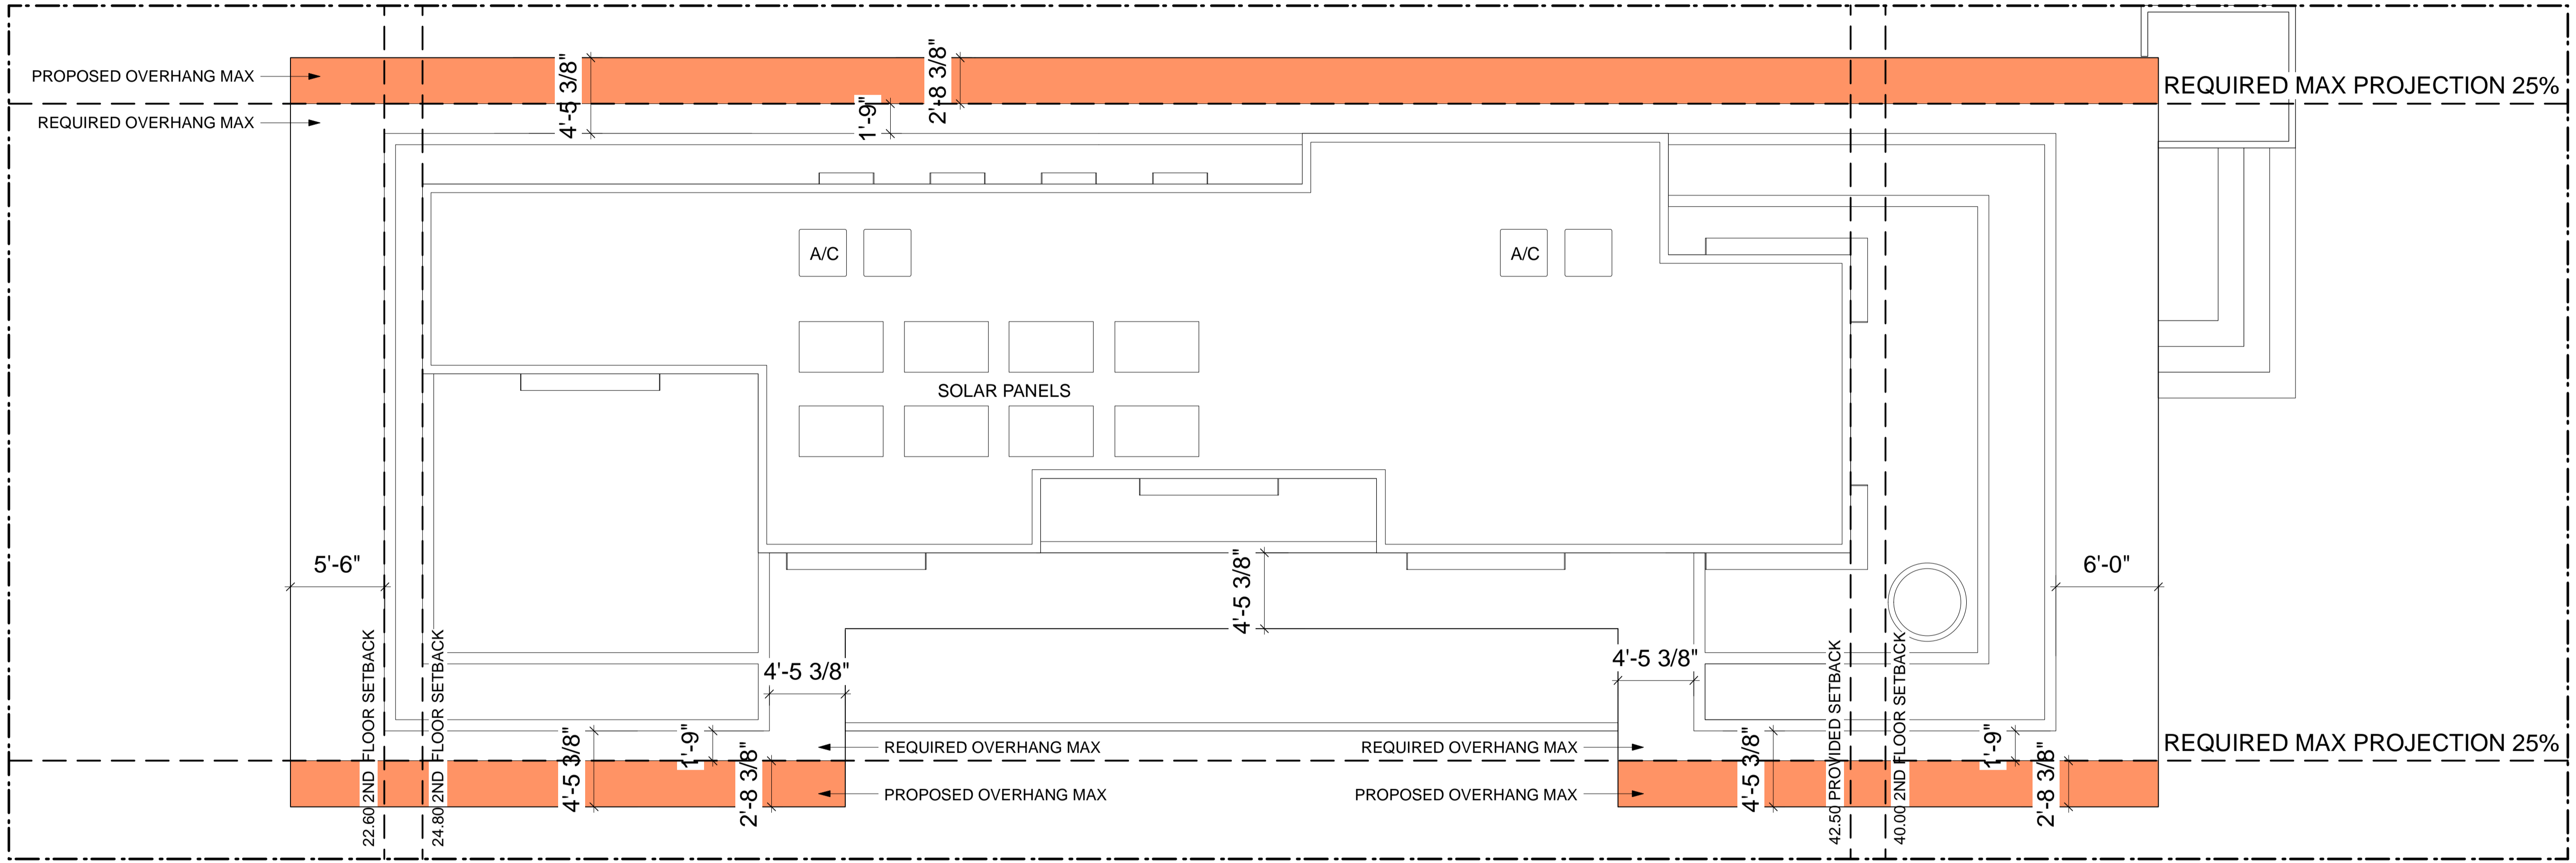 PROPOSED OVERHANG MAX
4'-5 3/8"
2'-8 3/8"
REQUIRED MAX PROJECTION 25%
REQUIRED OVERHANG MAX
1'-9"
A/C
A/C
SOLAR PANELS
5'-6"
6'-0"
4'-5 3/8"
4'-5 3/8"
4'-5 3/8"
22.60 2ND FLOOR SETBACK
24.80 2ND FLOOR SETBACK
42.50 PROVIDED SETBACK
40.00 2ND FLOOR SETBACK
1'-9"
1'-9"
REQUIRED OVERHANG MAX
REQUIRED OVERHANG MAX
REQUIRED MAX PROJECTION 25%
4'-5 3/8"
2'-8 3/8"
PROPOSED OVERHANG MAX
PROPOSED OVERHANG MAX
4'-5 3/8"
2'-8 3/8"